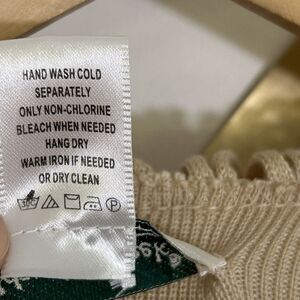 HAND WASH COLD
SEPARATELY
ONLY NON-CHLORINE
BLEACH WHEN NEEDED
HANG DRY
WARM IRON IF NEEDED
OR DRY CLEAN
P